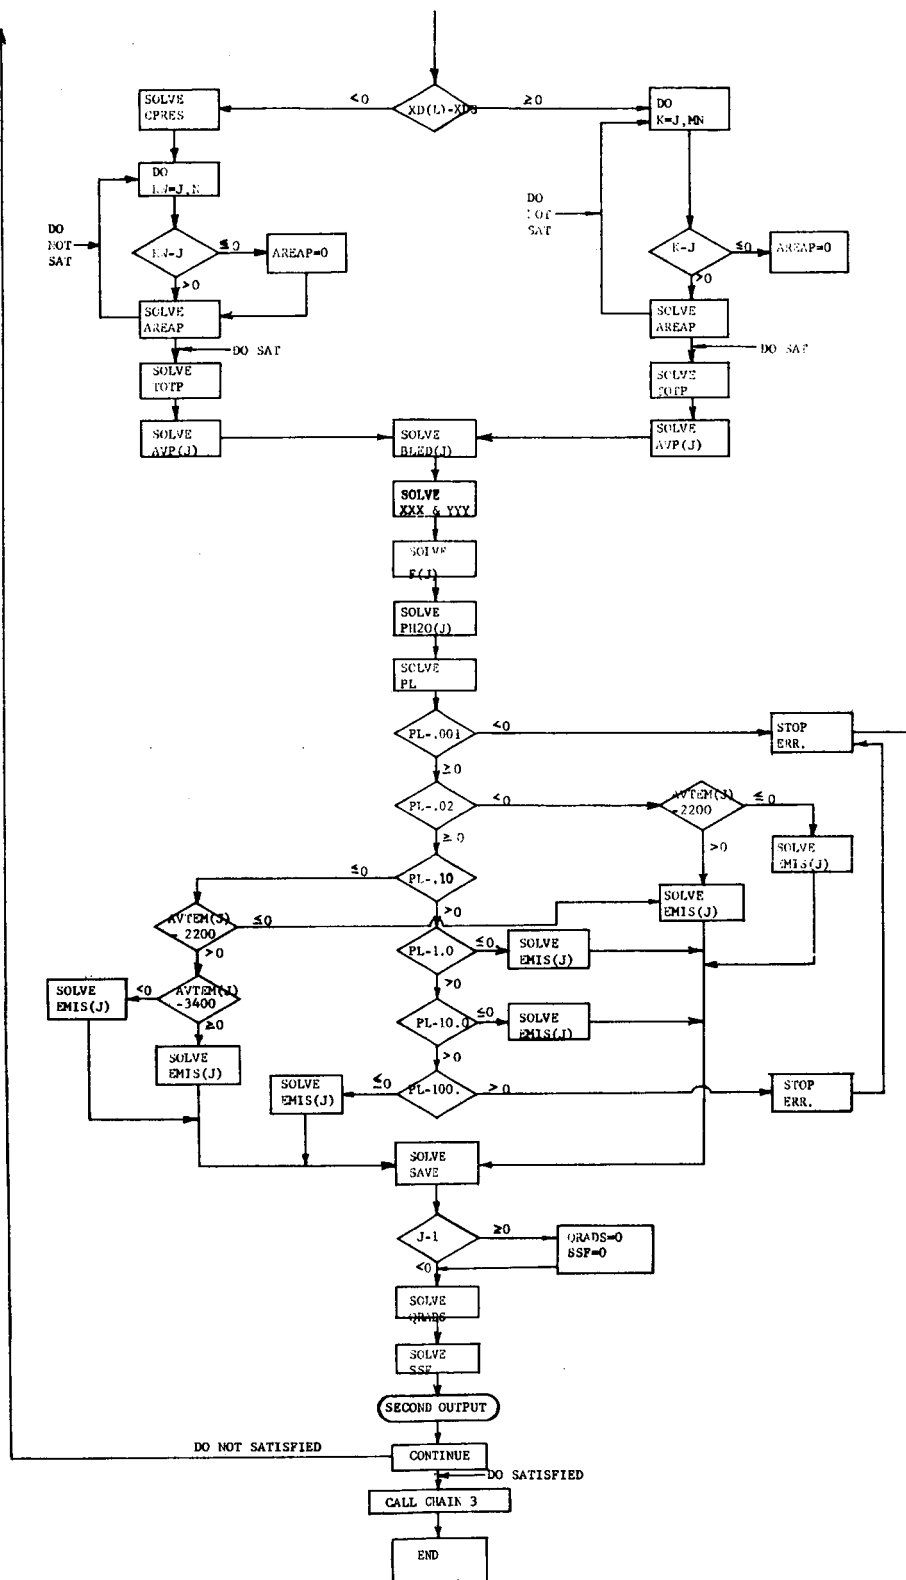 <0
≥0
SOLVE
CPRES
XD(L)-XDS
DO
K=J,MN
DO
KW=J,N
DO
NOT
SAT
KW-J
≤0
AREAP=0
>0
SOLVE
AREAP
DO SAT
SOLVE
TOTP
SOLVE
AVP(J)
DO
NOT
SAT
K-J
≤0
AREAP=0
>0
SOLVE
AREAP
DO SAT
SOLVE
TOTP
SOLVE
AVP(J)
SOLVE
BLED(J)
SOLVE
XXX & YYY
SOLVE
F(J)
SOLVE
PH2O(J)
SOLVE
PL
PL-.001
<0
STOP
ERR.
≥0
PL-.02
<0
AVTEM(J)
-2200
≤0
≥0
>0
SOLVE
EMIS(J)
≤0
PL-.10
SOLVE
EMIS(J)
>0
AVTEM(J)
- 2200
≤0
>0
PL-1.0
≤0
SOLVE
EMIS(J)
>0
SOLVE
EMIS(J)
<0
AVTEM(J)
-3400
≥0
PL-10.0
≤0
SOLVE
EMIS(J)
>0
SOLVE
EMIS(J)
SOLVE
EMIS(J)
≤0
PL-100.
>0
STOP
ERR.
SOLVE
SAVE
J-1
≥0
QRADS=0
SSF=0
<0
SOLVE
QRADS
SOLVE
SSF
SECOND OUTPUT
DO NOT SATISFIED
CONTINUE
DO SATISFIED
CALL CHAIN 3
END